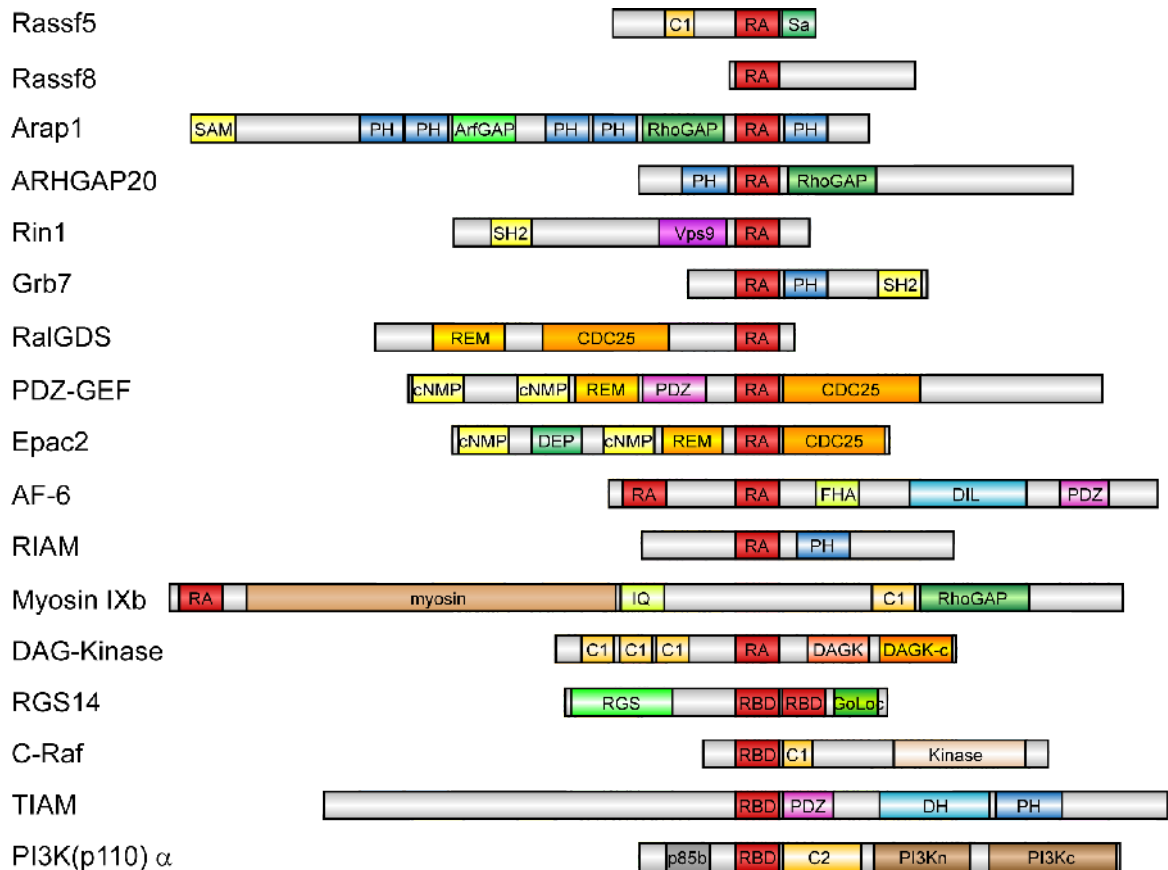 Rassf5 C1 RA Sa
Rassf8 RA
Arap1 SAM PH PH ArfGAP PH PH RhoGAP RA PH
ARHGAP20 PH RA RhoGAP
Rin1 SH2 Vps9 RA
Grb7 RA PH SH2
RalGDS REM CDC25 RA
PDZ-GEF cNMP cNMP REM PDZ RA CDC25
Epac2 cNMP DEP cNMP REM RA CDC25
AF-6 RA RA FHA DIL PDZ
RIAM RA PH
Myosin IXb RA myosin IQ C1 RhoGAP
DAG-Kinase C1 C1 C1 RA DAGK DAGK-c
RGS14 RGS RBD RBD GoLoc
C-Raf RBD C1 Kinase
TIAM RBD PDZ DH PH
PI3K(p110) α p85b RBD C2 PI3Kn PI3Kc